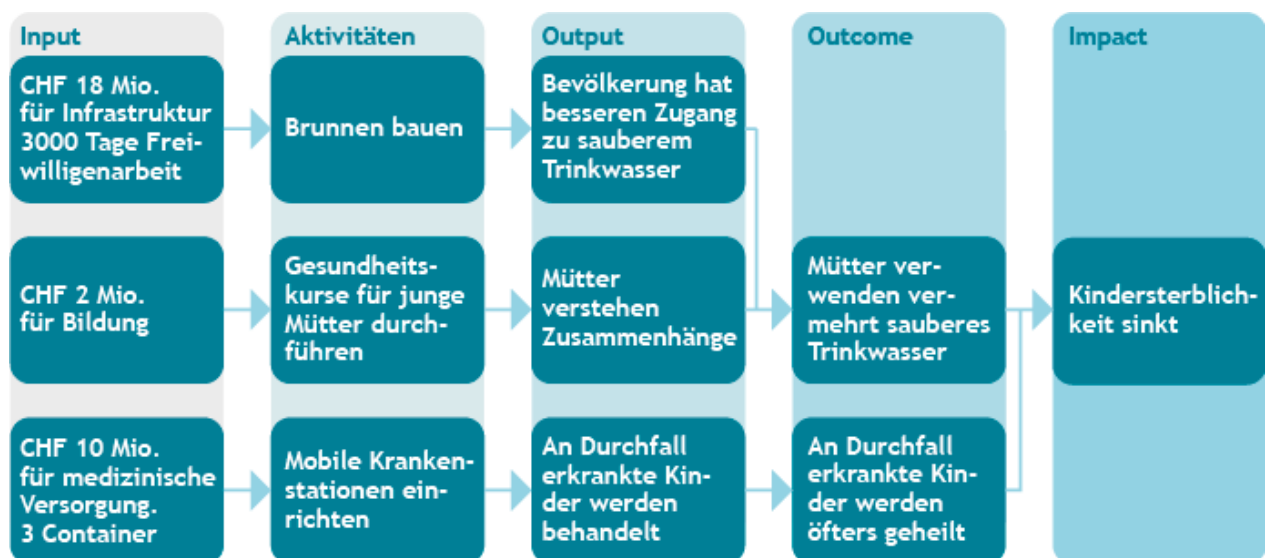 Input
Aktivitäten
Output
Outcome
Impact
CHF 18 Mio.
für Infrastruktur
3000 Tage Frei-
willigenarbeit
Brunnen bauen
Bevölkerung hat
besseren Zugang
zu sauberem
Trinkwasser
CHF 2 Mio.
für Bildung
Gesundheits-
kurse für junge
Mütter durch-
führen
Mütter
verstehen
Zusammenhänge
Mütter ver-
wenden ver-
mehrt sauberes
Trinkwasser
Kindersterblich-
keit sinkt
CHF 10 Mio.
für medizinische
Versorgung.
3 Container
Mobile Kranken-
stationen ein-
richten
An Durchfall
erkrankte Kin-
der werden
behandelt
An Durchfall
erkrankte Kin-
der werden
öfters geheilt